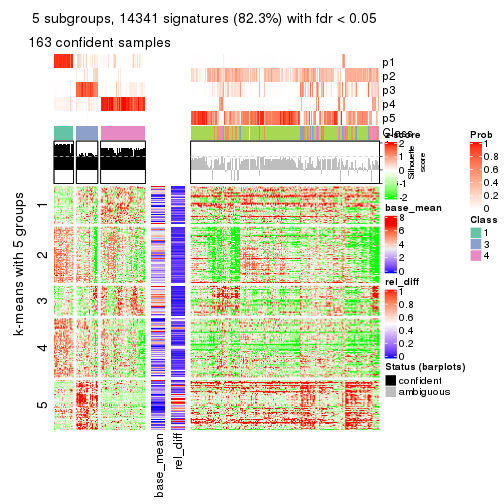 5 subgroups, 14341 signatures (82.3%) with fdr < 0.05
163 confident samples
p1
p2
p3
p4
p5
Class
Silhouette
score
k-means with 5 groups
1
2
3
4
5
base_mean
rel_diff
z-score
2
1
0
-1
-2
base_mean
8
6
4
2
0
rel_diff
1
0.8
0.6
0.4
0.2
0
Status (barplots)
confident
ambiguous
Prob
1
0.8
0.6
0.4
0.2
0
Class
1
3
4